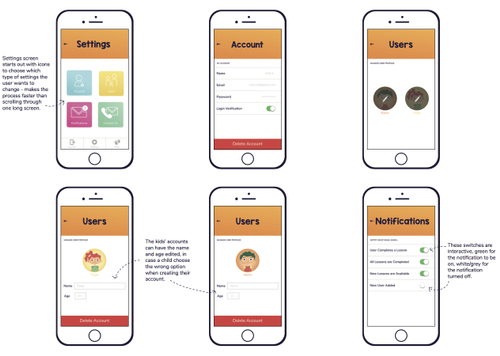 Settings
Settings screen
starts out with icons
to choose which
type of settings the
user wants to
change - makes the
process faster than
scrolling through
one long screen.
Account
Name
Email
Password
Login Verification
Delete Account
Users
Users
Name
Age
Delete Account
The kids' accounts
can have the name
and age edited, in
case a child choose
the wrong option
when creating their
account.
Users
Name
Age
Delete Account
Notifications
User Completes a Lesson
All Lessons are Completed
New Lessons are Available
New User Added
These switches are
interactive, green for
the notification to be
on, white/grey for
the notification
turned off.